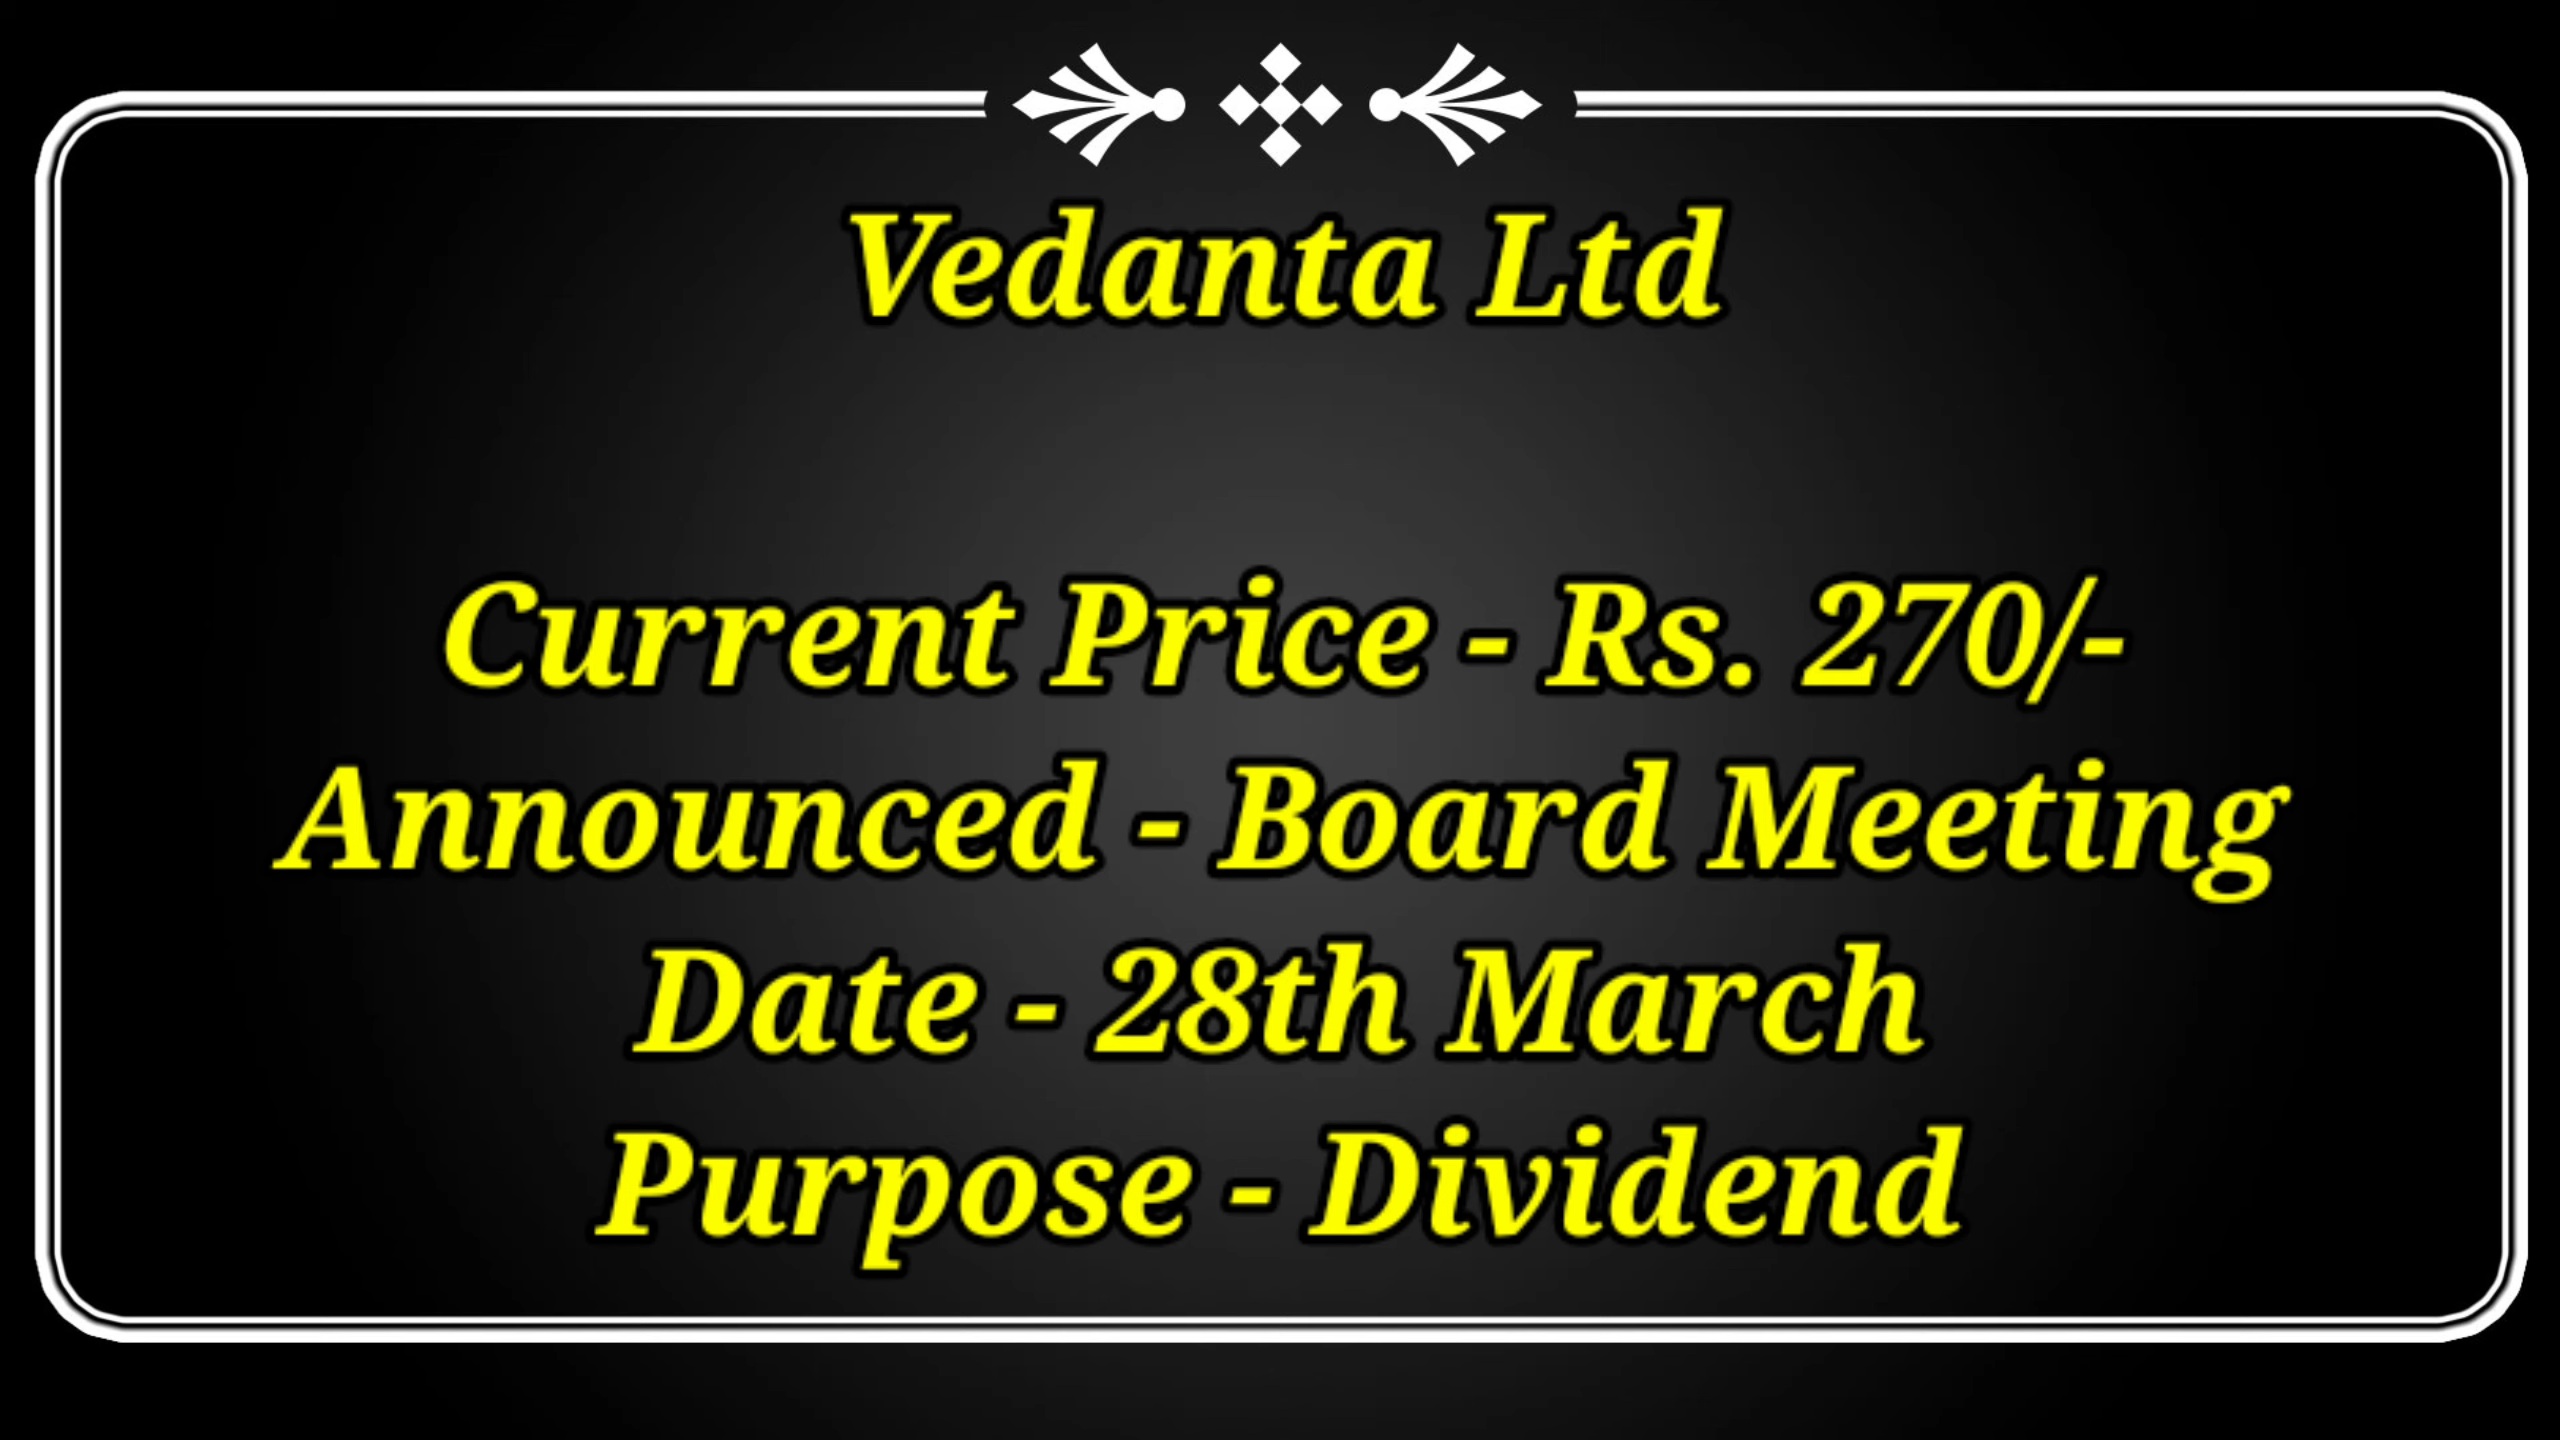 Vedanta Ltd
Current Price - Rs. 270/-
Announced - Board Meeting
Date - 28th March
Purpose - Dividend